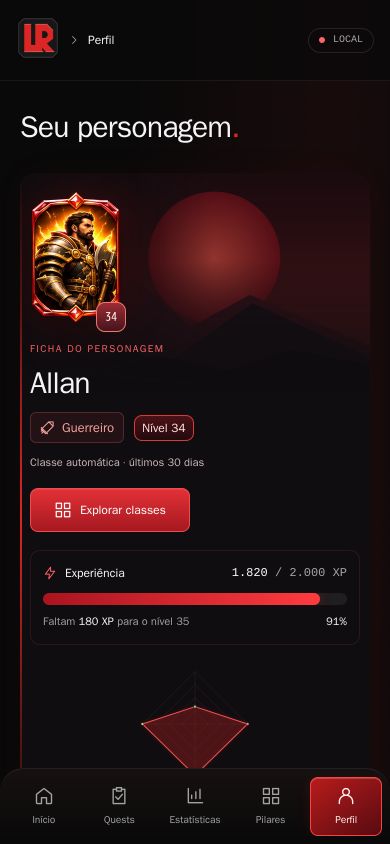 LR
Perfil
LOCAL
Seu personagem.
34
FICHA DO PERSONAGEM
Allan
Guerreiro
Nível 34
Classe automática · últimos 30 dias
Explorar classes
Experiência
1.820 / 2.000 XP
Faltam 180 XP para o nível 35
91%
Início
Quests
Estatísticas
Pilares
Perfil